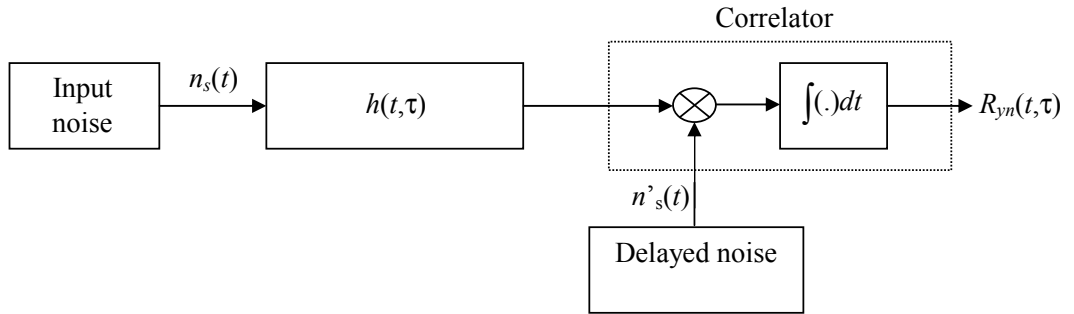 Correlator
Input
noise
n_s(t)
h(t,τ)
∫(.)dt
R_yn(t,τ)
n’_s(t)
Delayed noise